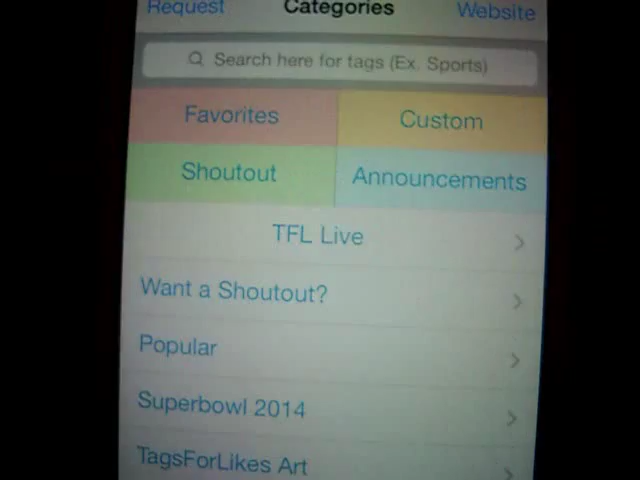 Request Categories Website
Search here for tags (Ex. Sports)
Favorites Custom
Shoutout Announcements
TFL Live
Want a Shoutout?
Popular
Superbowl 2014
TagsForLikes Art